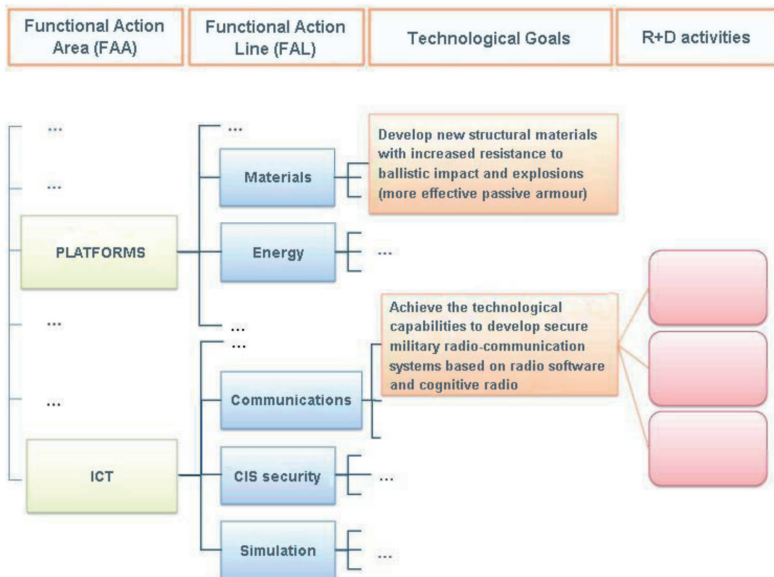 Functional Action
Area (FAA)
Functional Action
Line (FAL)
Technological Goals
R+D activities
...
...
PLATFORMS
...
...
ICT
...
Materials
Energy
...
...
Communications
CIS security
Simulation
Develop new structural materials
with increased resistance to
ballistic impact and explosions
(more effective passive armour)
...
Achieve the technological
capabilities to develop secure
military radio-communication
systems based on radio software
and cognitive radio
...
...